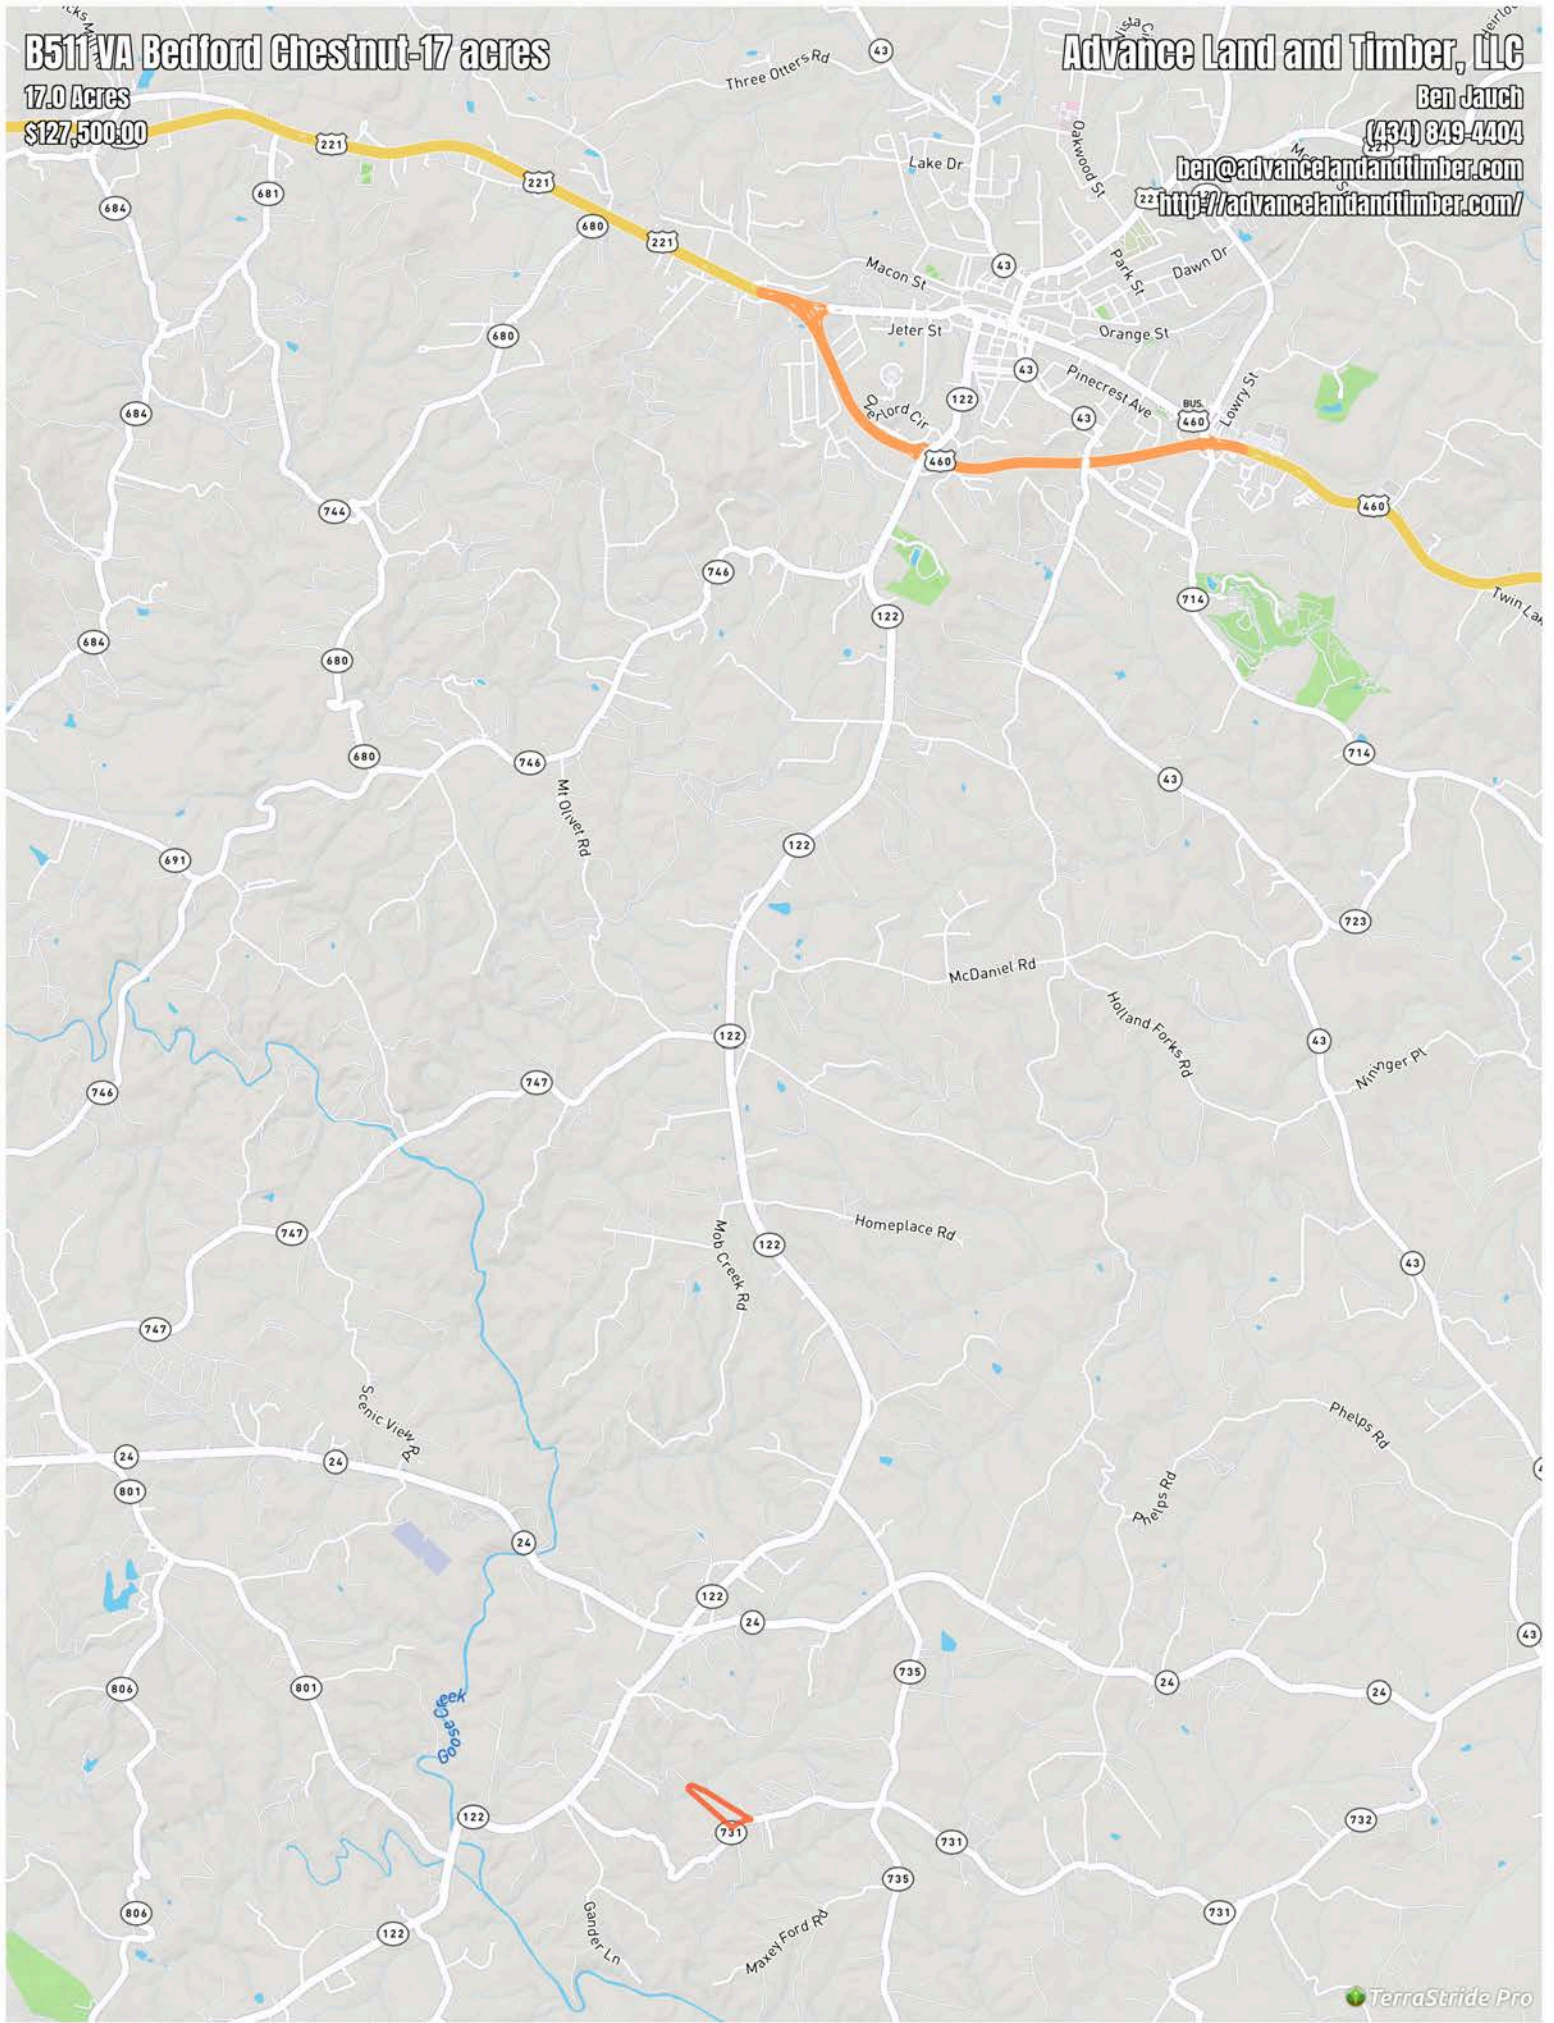 B511 VA Bedford Chestnut-17 acres
17.0 Acres
$127,500.00
Advance Land and Timber, LLC
Ben Jauch
(434) 849-4404
ben@advancelandandtimber.com
http://advancelandandtimber.com/
43
Three Otters Rd
Oakwood St
221
221
221
Lake Dr
684
681
221
680
221
43
Macon St
Park St
Dawn Dr
680
Jeter St
Orange St
43
Pinecrest Ave
Lowry St
684
122
43
BUS.
460
460
460
744
746
714
Twin
122
684
680
680
746
714
43
Mt Olivet Rd
122
691
723
McDaniel Rd
Holland Forks Rd
122
43
Ninger Pl
747
746
747
Mob Creek Rd
Homeplace Rd
122
43
747
Scenic View Rd
Phelps Rd
24
24
801
Phelps Rd
24
122
24
43
735
24
24
806
801
Goose Creek
122
731
731
732
735
806
731
122
Gander Ln
Maxey Ford Rd
TerraStride Pro